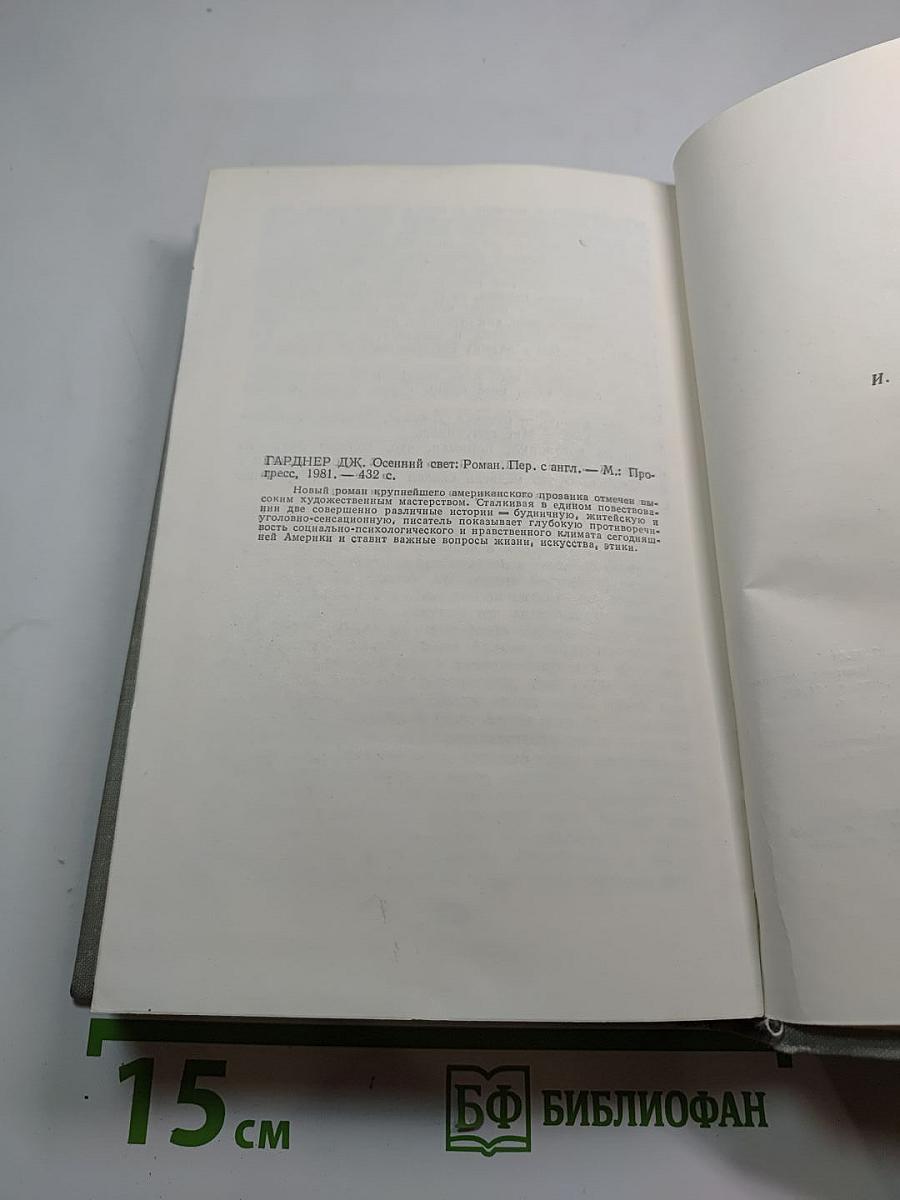 ГАРДНЕР ДЖ. Осенний свет: Роман. Пер. с англ. — М.: Про-
гресс, 1981. — 432 с.
Новый роман крупнейшего американского прозаика отмечен вы-
соким художественным мастерством. Сталкивая в едином повествова-
нии две совершенно различные истории — будничную, житейскую и
уголовно-сенсационную, писатель показывает глубокую противоречи-
вость социально-психологического и нравственного климата сегодняш-
ней Америки и ставит важные вопросы жизни, искусства, этики.
И.
15 см
БФ БИБЛИОФАН